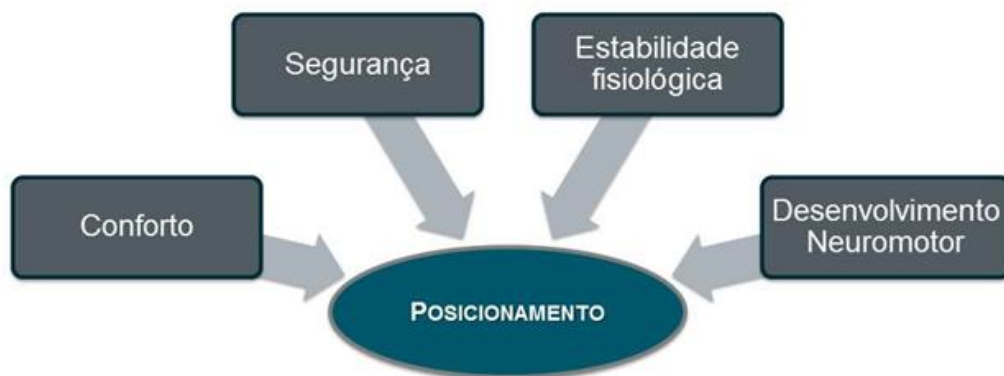 Segurança
Estabilidade
fisiológica
Conforto
Desenvolvimento
Neuromotor
POSICIONAMENTO